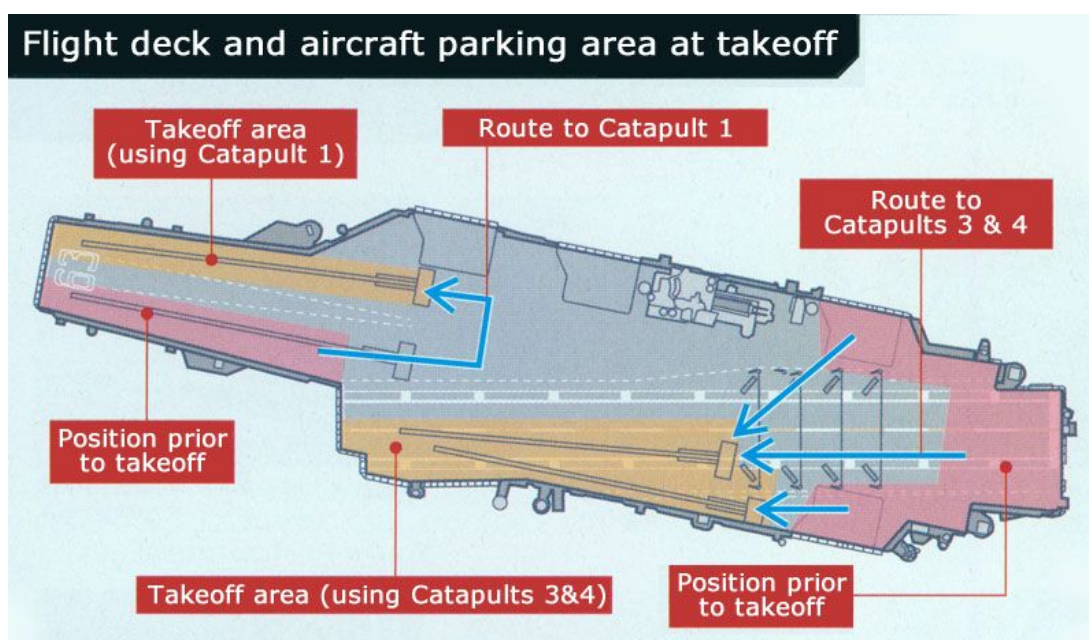 Flight deck and aircraft parking area at takeoff
Takeoff area
(using Catapult 1)
Route to Catapult 1
Route to
Catapults 3 & 4
63
Position prior
to takeoff
Takeoff area (using Catapults 3&4)
Position prior
to takeoff